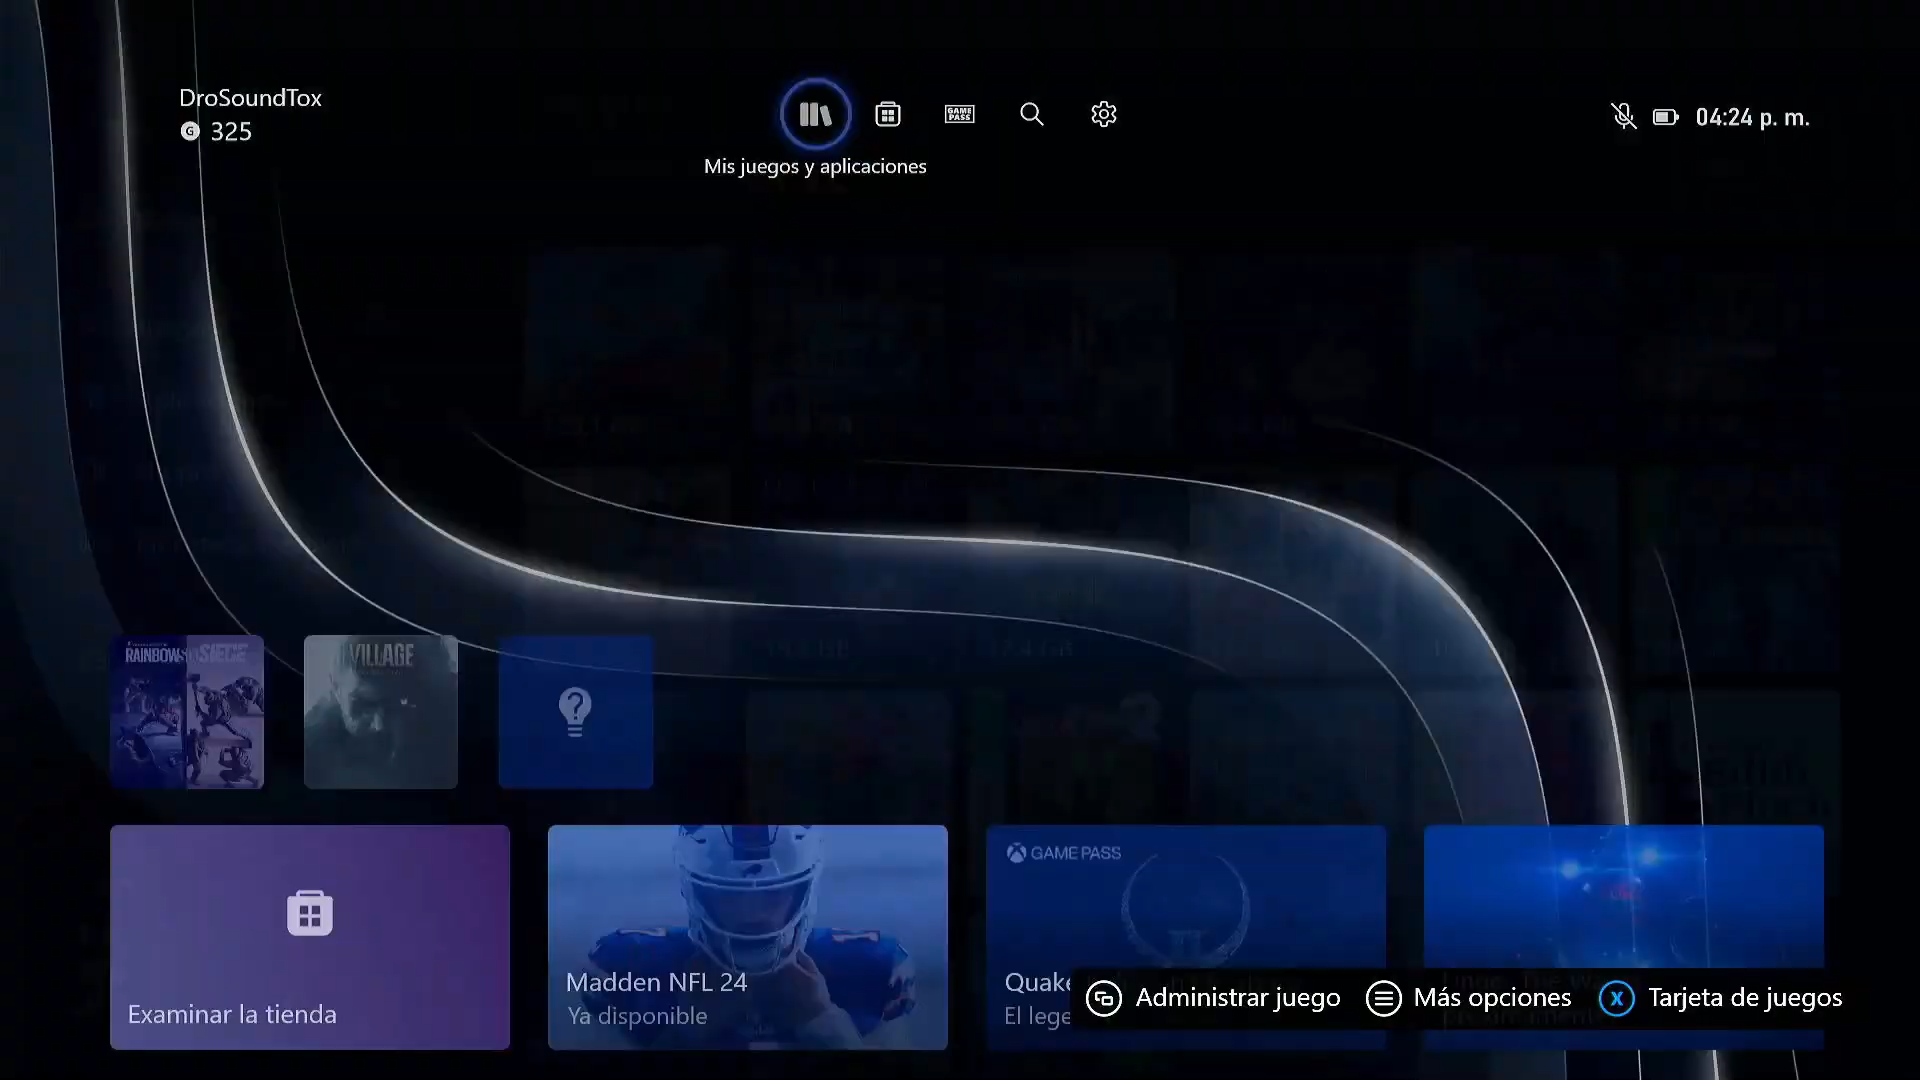 DroSoundTox
G 325
GAME PASS
04:24 p. m.
Mis juegos y aplicaciones
RAINBOW SIEGE
VILLAGE
GAME PASS
Examinar la tienda
Madden NFL 24
Ya disponible
Quake
El lege
Administrar juego
Más opciones
X Tarjeta de juegos